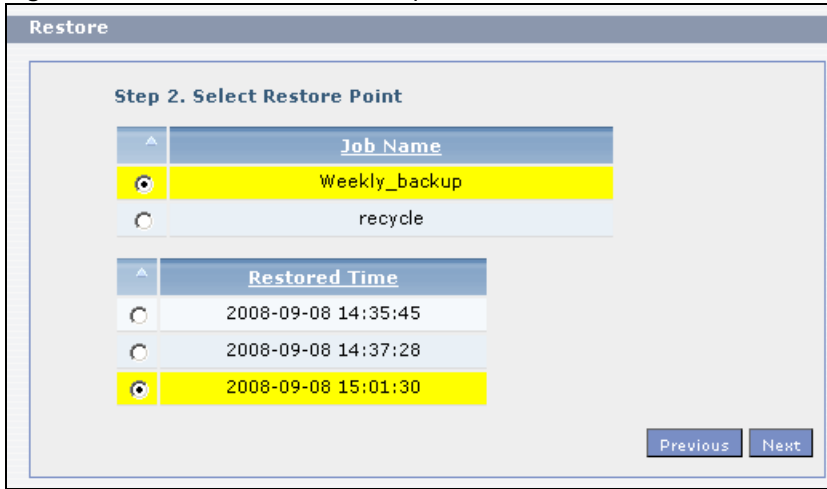 Restore
Step 2. Select Restore Point
Job Name
Weekly_backup
recycle
Restored Time
2008-09-08 14:35:45
2008-09-08 14:37:28
2008-09-08 15:01:30
Previous Next